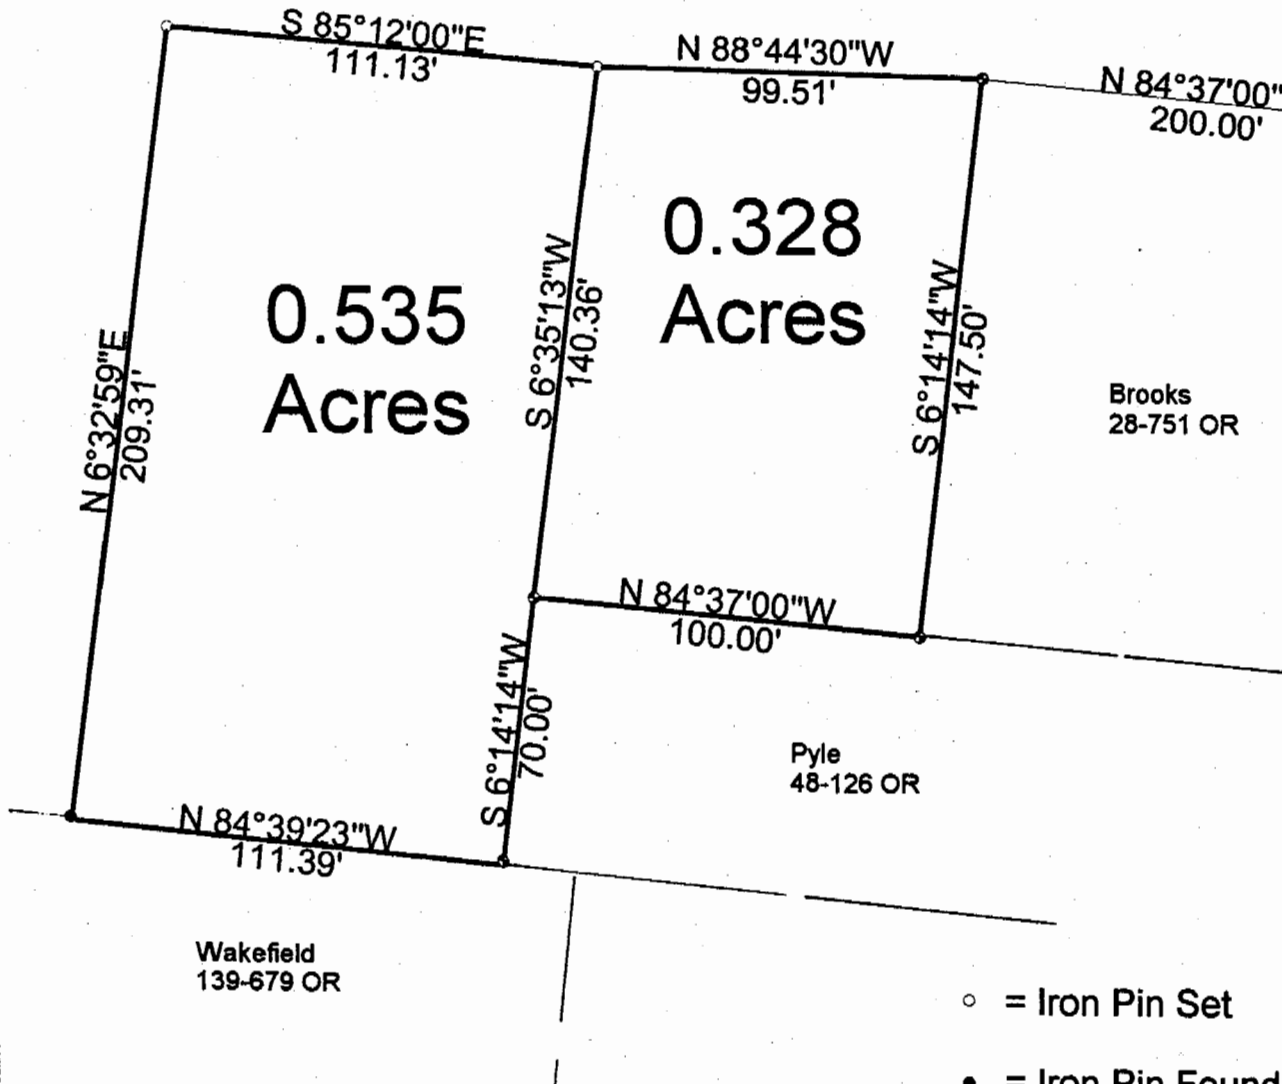 S 85°12'00"E
111.13'
N 88°44'30"W
99.51'
N 84°37'00"
200.00'
0.328
Acres
0.535
Acres
N 6°32'59"E
209.31'
S 6°35'13"W
140.36'
S 6°14'14"W
147.50'
Brooks
28-751 OR
N 84°37'00"W
100.00'
S 6°14'14"W
70.00'
Pyle
48-126 OR
N 84°39'23"W
111.39'
Wakefield
139-679 OR
= Iron Pin Set
= Iron Pin Found